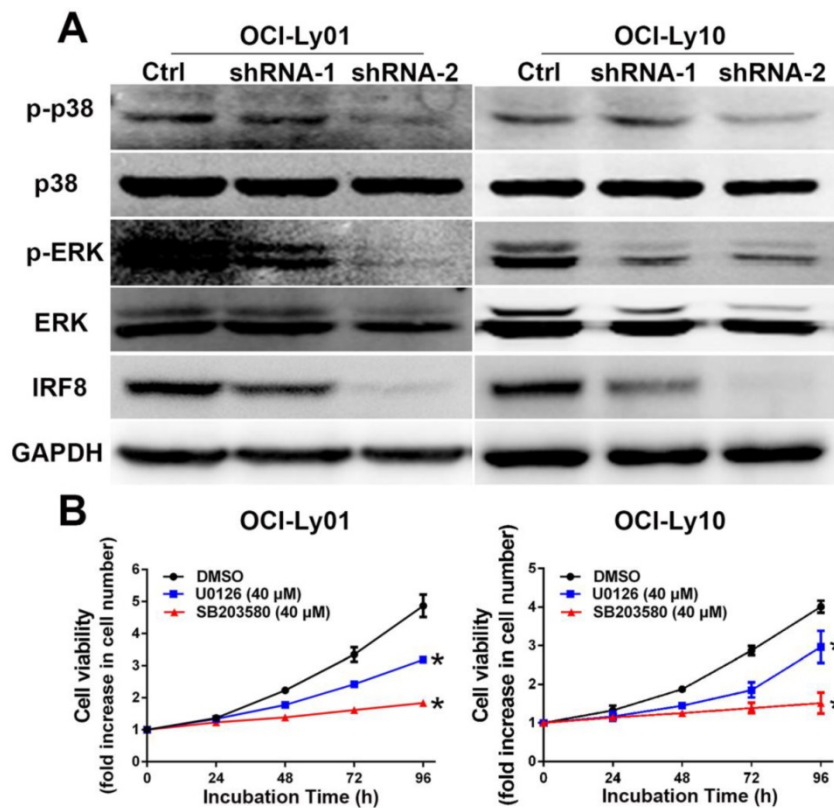 A
OCI-Ly01 OCI-Ly10
Ctrl shRNA-1 shRNA-2 Ctrl shRNA-1 shRNA-2
p-p38
p38
p-ERK
ERK
IRF8
GAPDH
B
OCI-Ly01
Cell viability
(fold increase in cell number)
6
5
4
3
2
1
0
DMSO
U0126 (40 µM)
SB203580 (40 µM)
*
*
0 24 48 72 96
Incubation Time (h)
OCI-Ly10
Cell viability
(fold increase in cell number)
5
4
3
2
1
0
DMSO
U0126 (40 µM)
SB203580 (40 µM)
*
*
0 24 48 72 96
Incubation Time (h)